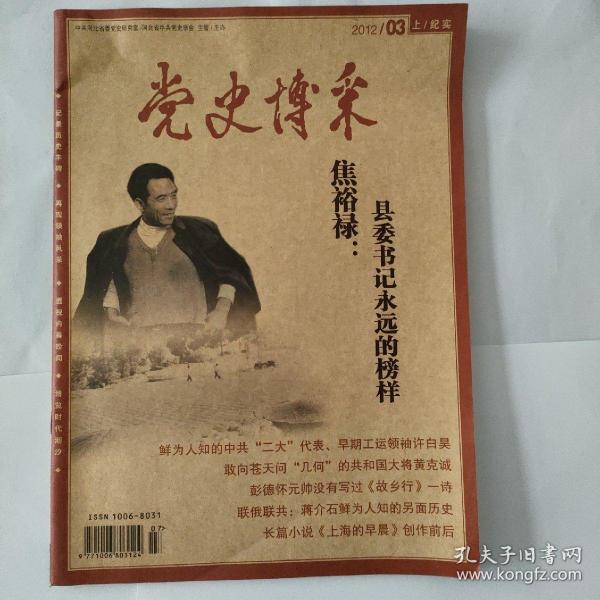 中共河北省委党史研究室 河北省中共党史学会 主管/主办
2012/03 上/纪实
党史博采
焦裕禄：
县委书记永远的榜样
鲜为人知的中共“二大”代表、早期工运领袖许白昊
敢向苍天问“几何”的共和国大将黄克诚
彭德怀元帅没有写过《故乡行》一诗
联俄联共：蒋介石鲜为人知的另面历史
长篇小说《上海的早晨》创作前后
ISSN 1006-8031
07>
9 771006 803124
孔夫子旧书网
www.kongfz.com